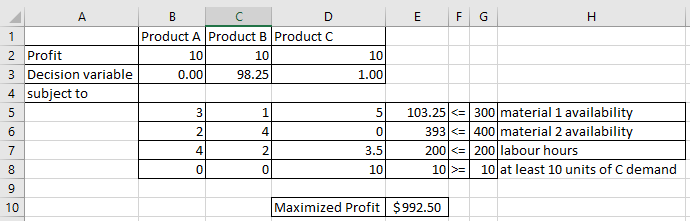 A B C D E F G H
1 Product A Product B Product C
2 Profit 10 10 10
3 Decision variable 0.00 98.25 1.00
4 subject to
5 3 1 5 103.25 <= 300 material 1 availability
6 2 4 0 393 <= 400 material 2 availability
7 4 2 3.5 200 <= 200 labour hours
8 0 0 10 10 >= 10 at least 10 units of C demand
9
10 Maximized Profit $992.50